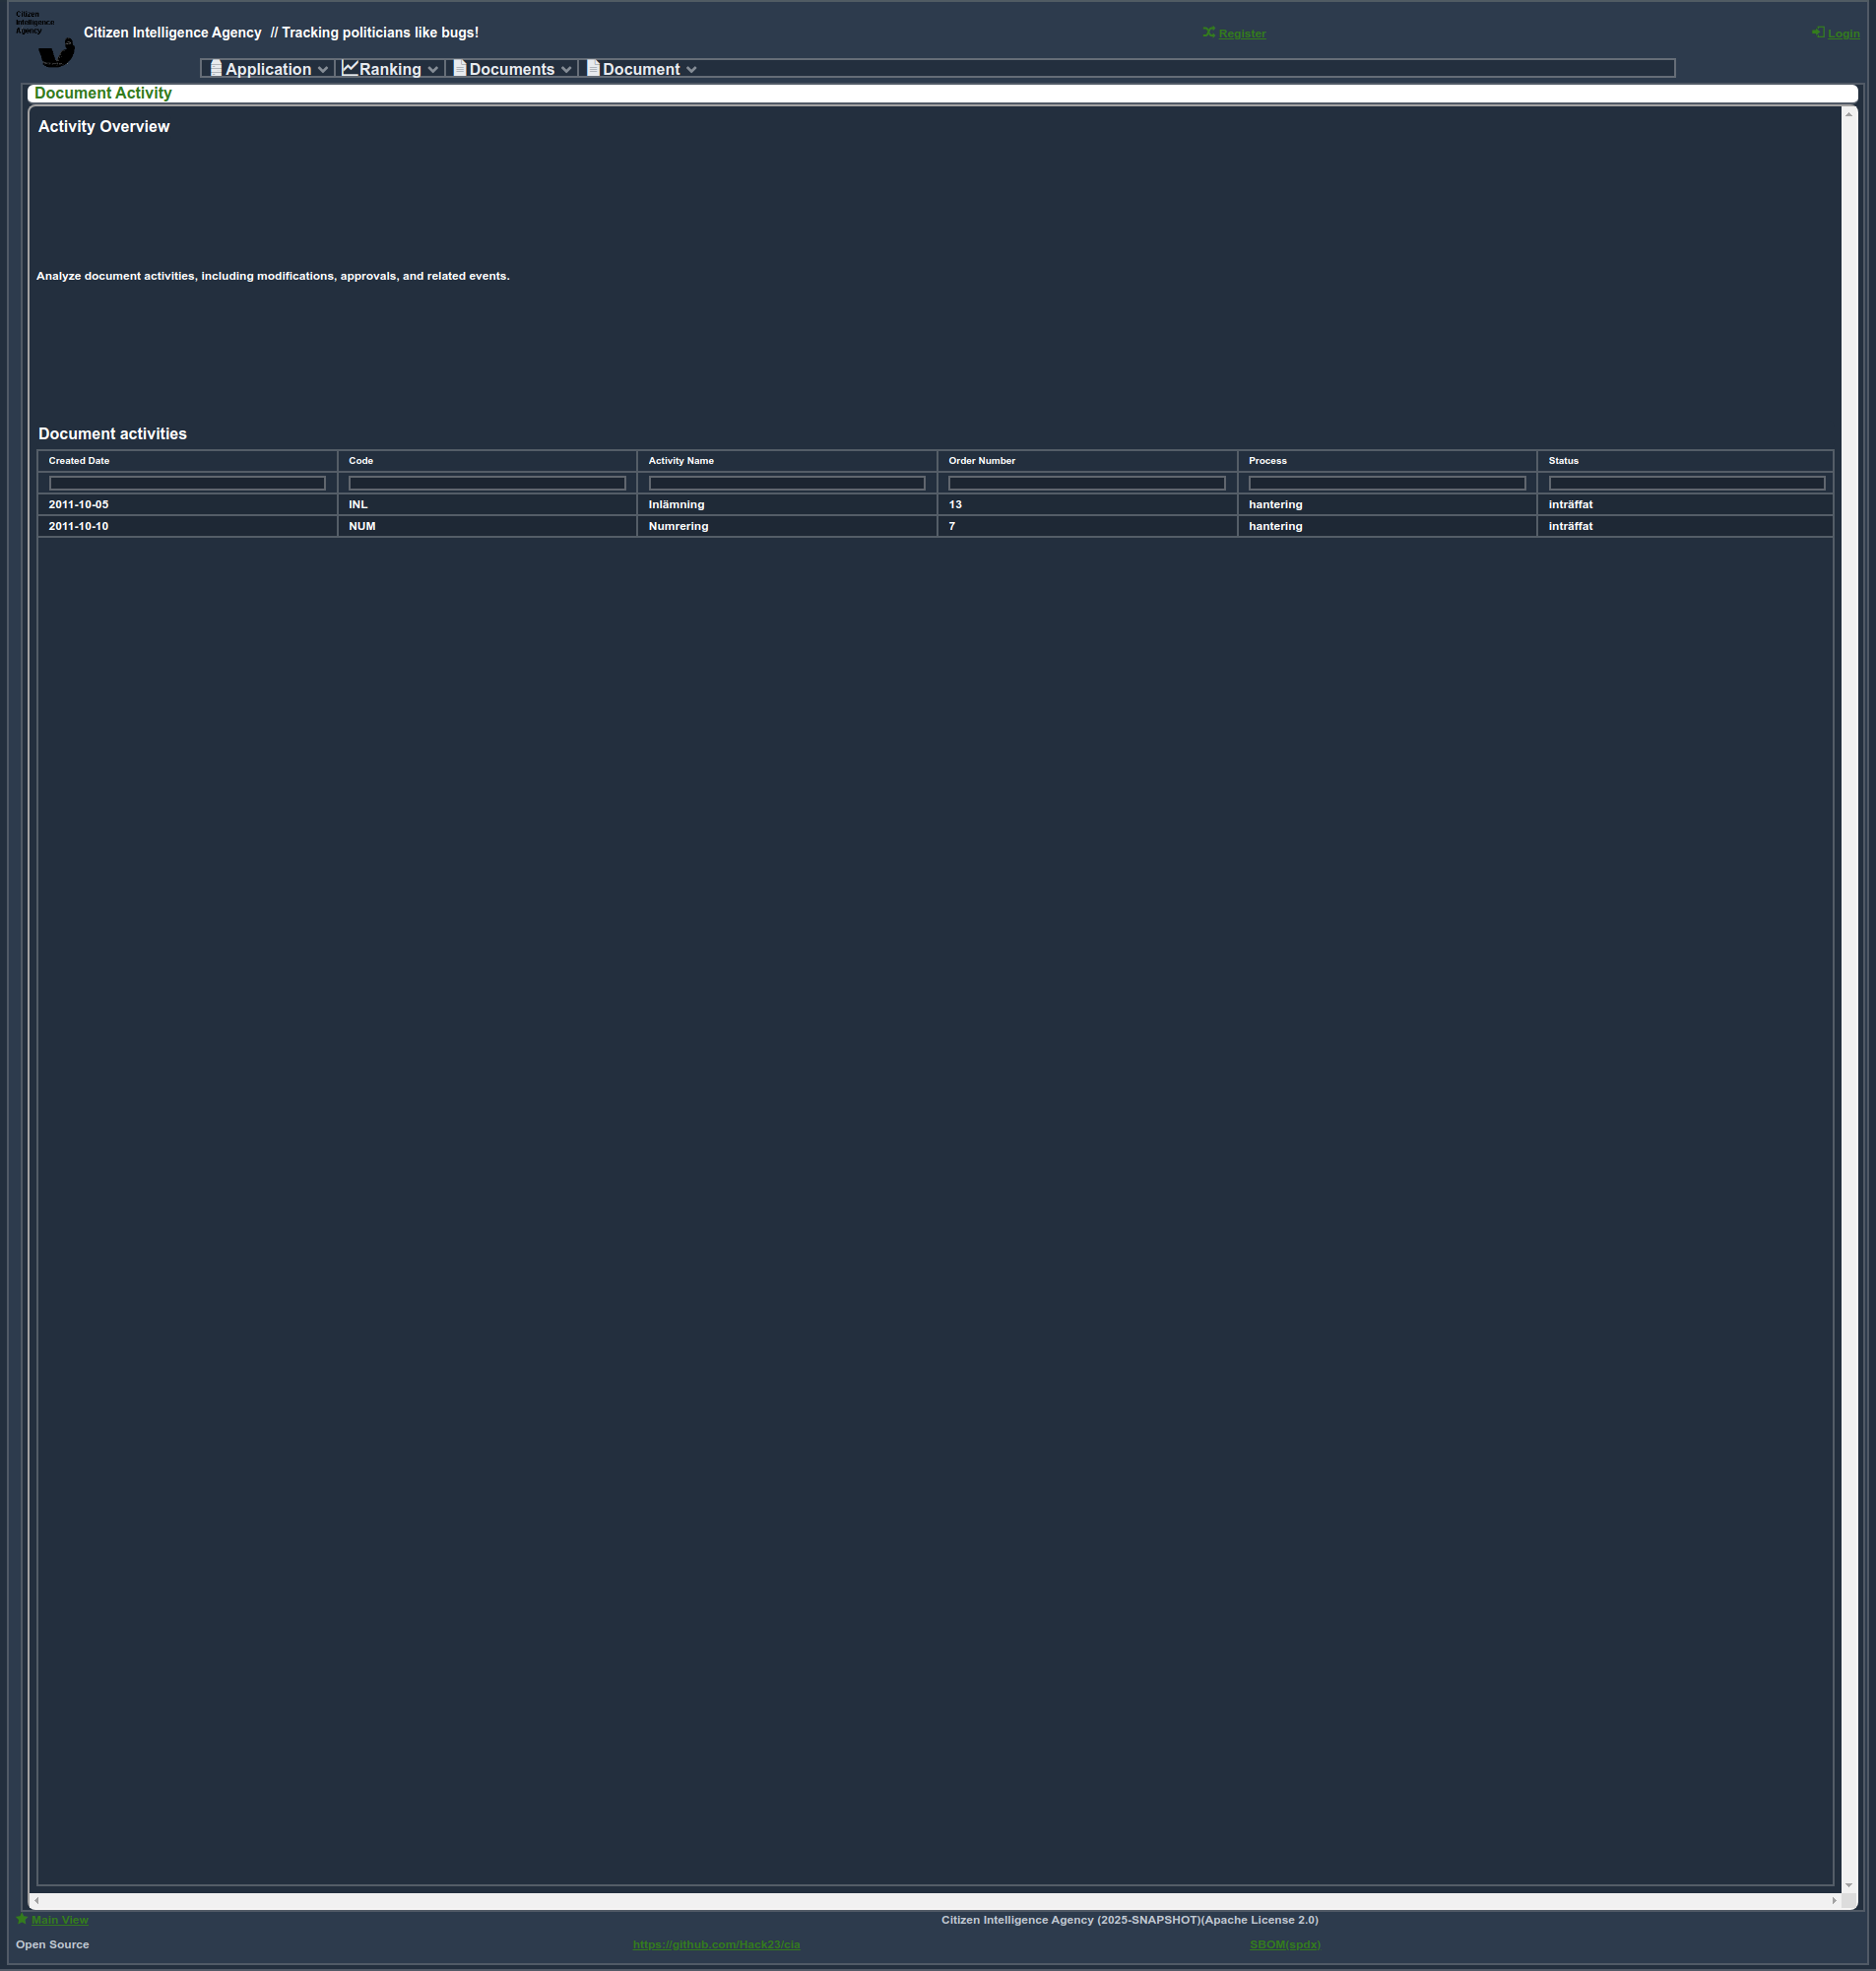 Citizen
Intelligence
Agency
Citizen Intelligence Agency // Tracking politicians like bugs!
Register
Login
Application Ranking Documents Document
Document Activity
Activity Overview
Analyze document activities, including modifications, approvals, and related events.
Document activities
Created Date Code Activity Name Order Number Process Status
2011-10-05 INL Inlämning 13 hantering inträffat
2011-10-10 NUM Numrering 7 hantering inträffat
Main View
Citizen Intelligence Agency (2025-SNAPSHOT)(Apache License 2.0)
Open Source
https://github.com/Hack23/cia
SBOM(spdx)